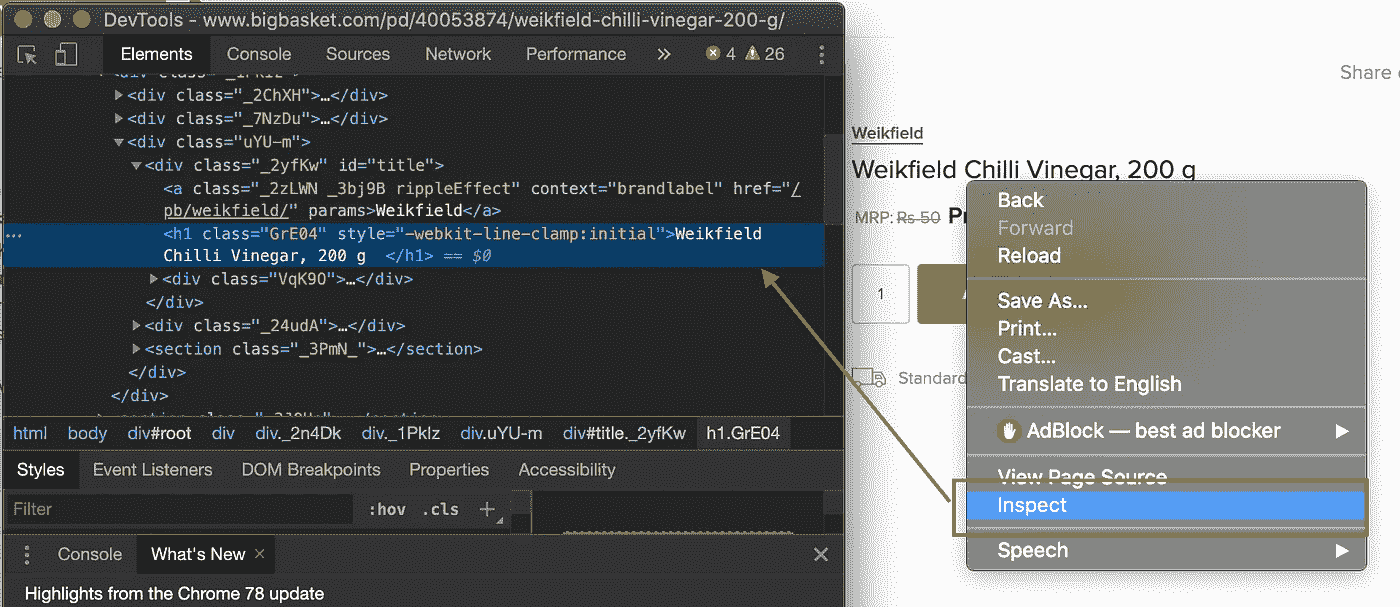 DevTools - www.bigbasket.com/pd/40053874/weikfield-chilli-vinegar-200-g/
Elements Console Sources Network Performance » 4 26
<div class="_2ChXH">…</div>
<div class="_7NzDu">…</div>
<div class="uYU-m">
<div class="_2yfKw" id="title">
<a class="_2zLWN _3bj9B rippleEffect" context="brandlabel" href="/
pb/weikfield/" params>Weikfield</a>
<h1 class="GrE04" style="-webkit-line-clamp:initial">Weikfield
Chilli Vinegar, 200 g  </h1> == $0
<div class="VqK9O">…</div>
</div>
<div class="_24udA">…</div>
<section class="_3PmN_">…</section>
</div>
</div>
html body div#root div div._2n4Dk div._1PkIz div.uYU-m div#title._2yfKw h1.GrE04
Styles Event Listeners DOM Breakpoints Properties Accessibility
Filter :hov .cls +
Console What's New ×
Highlights from the Chrome 78 update
Share
Weikfield
Weikfield Chilli Vinegar, 200 g
MRP: Rs 50
1
Standard
Back
Forward
Reload
Save As...
Print...
Cast...
Translate to English
AdBlock — best ad blocker
View Page Source
Inspect
Speech